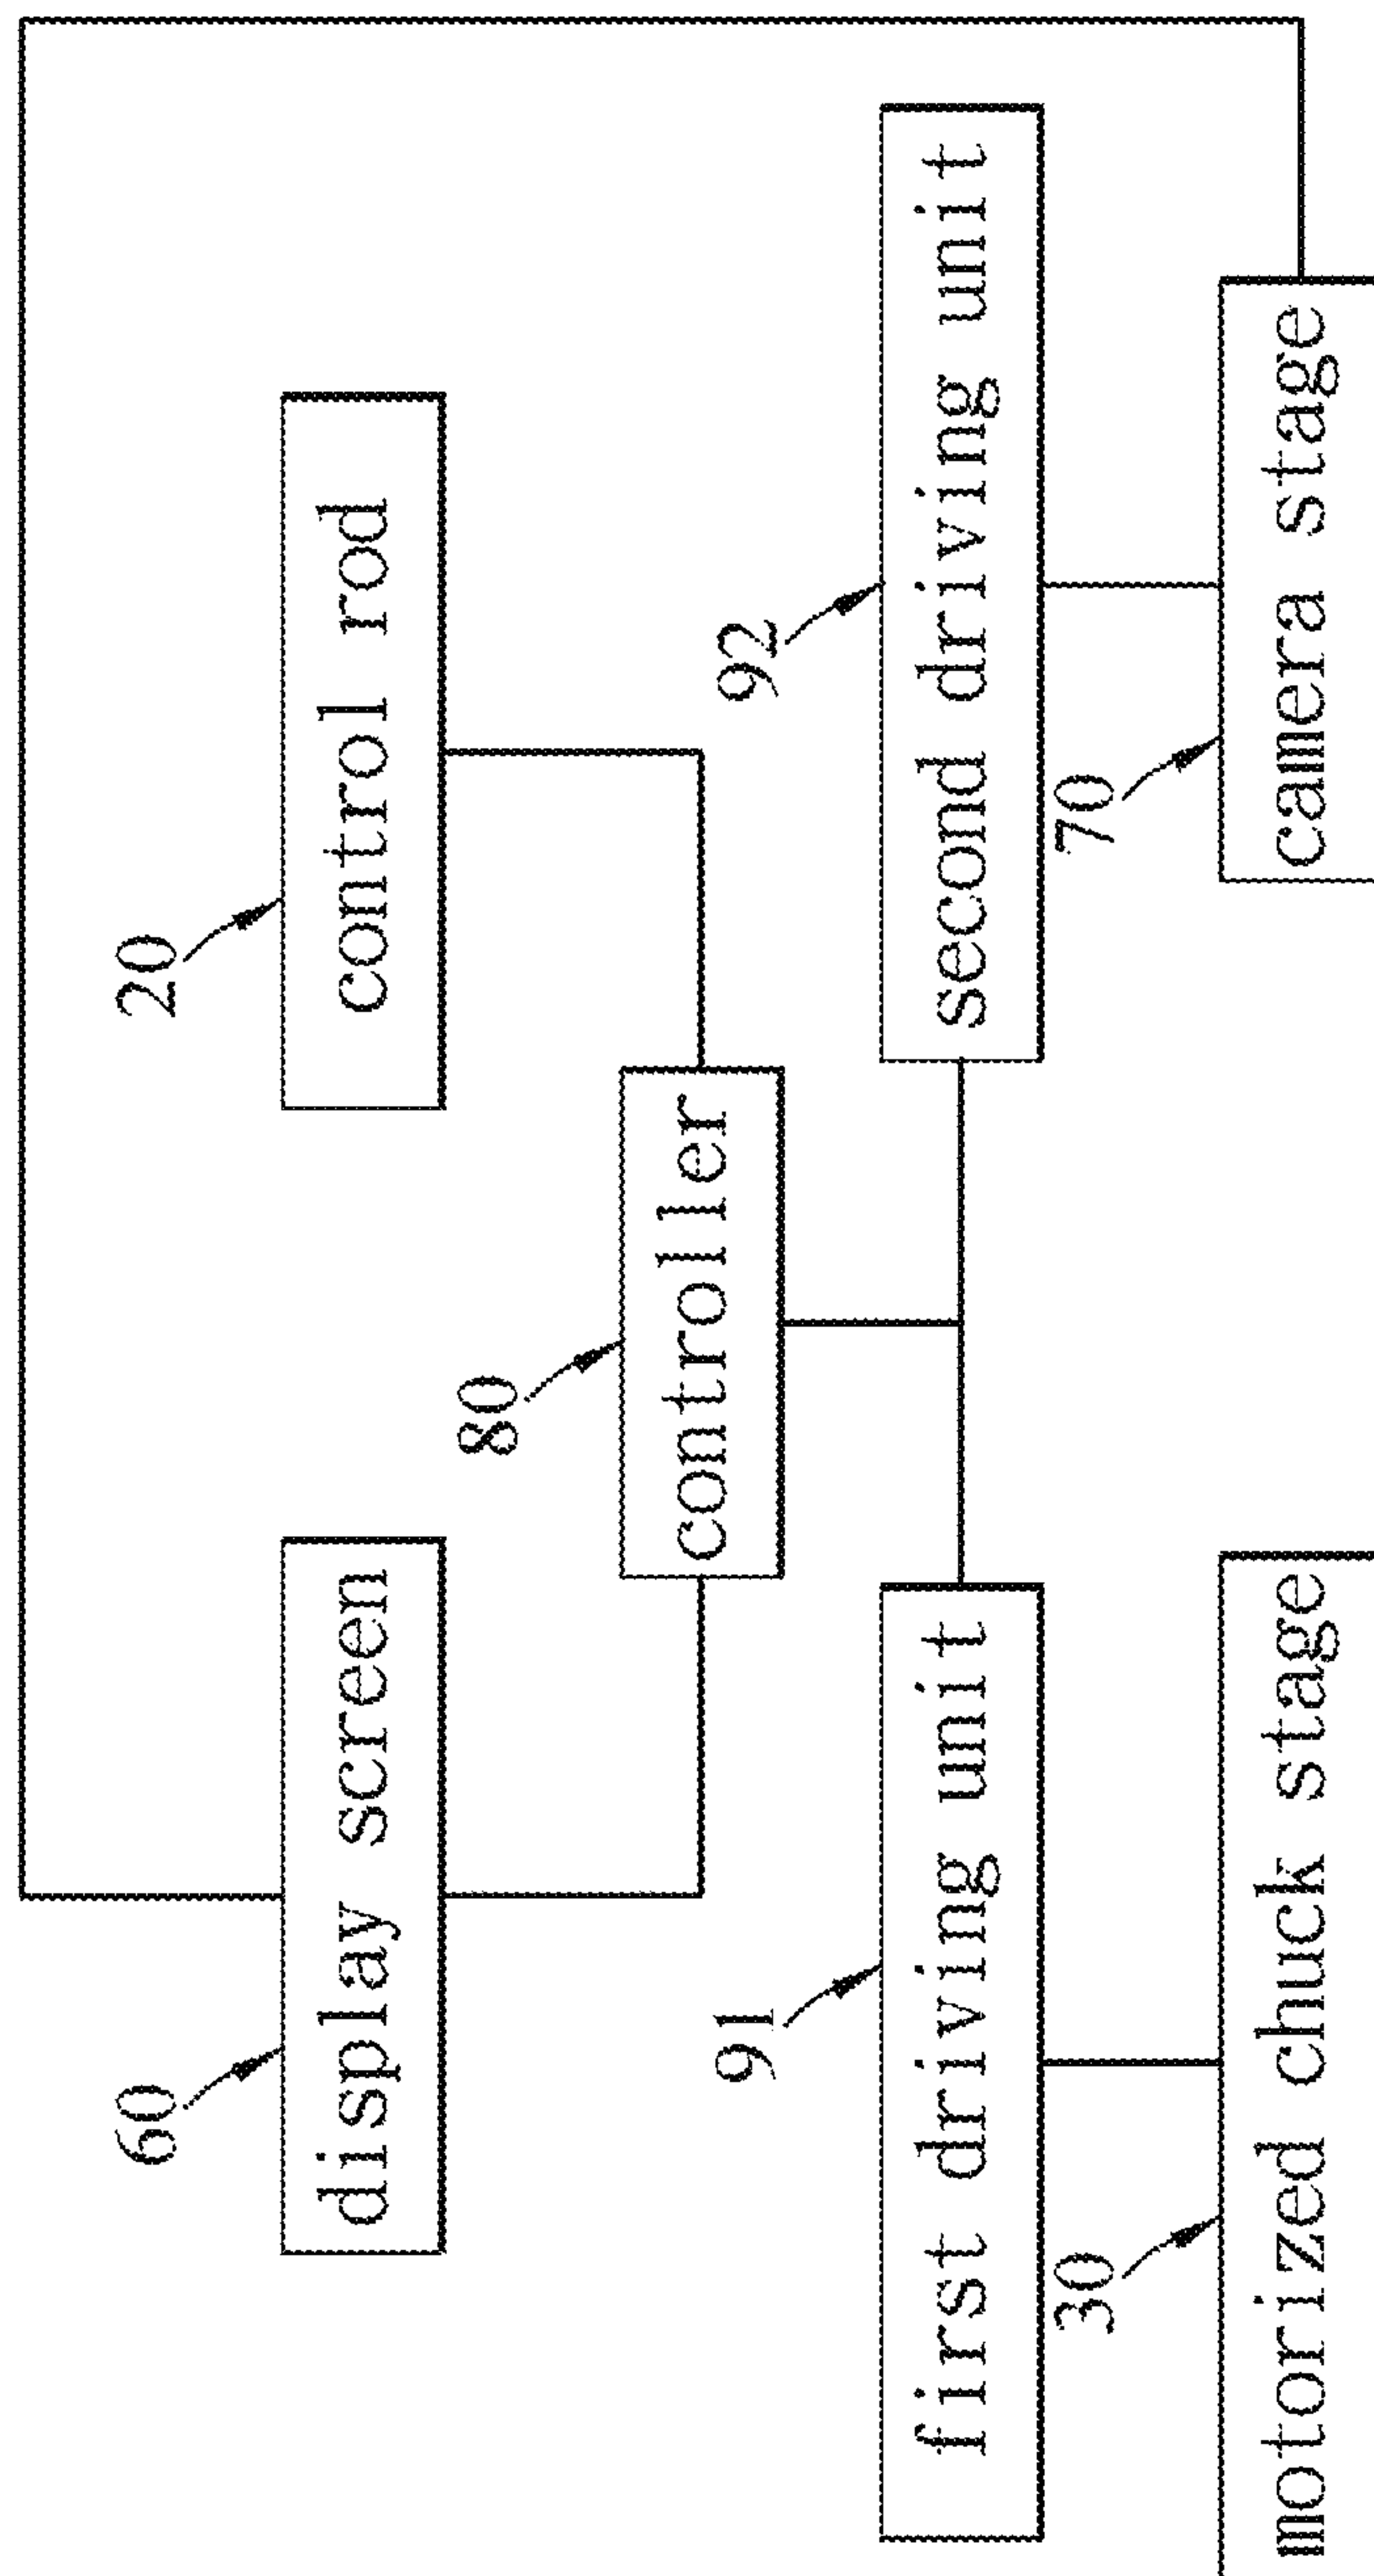 60
display screen
20
control rod
80
controller
91
first driving unit
92
second driving unit
30
motorized chuck stage
70
camera stage